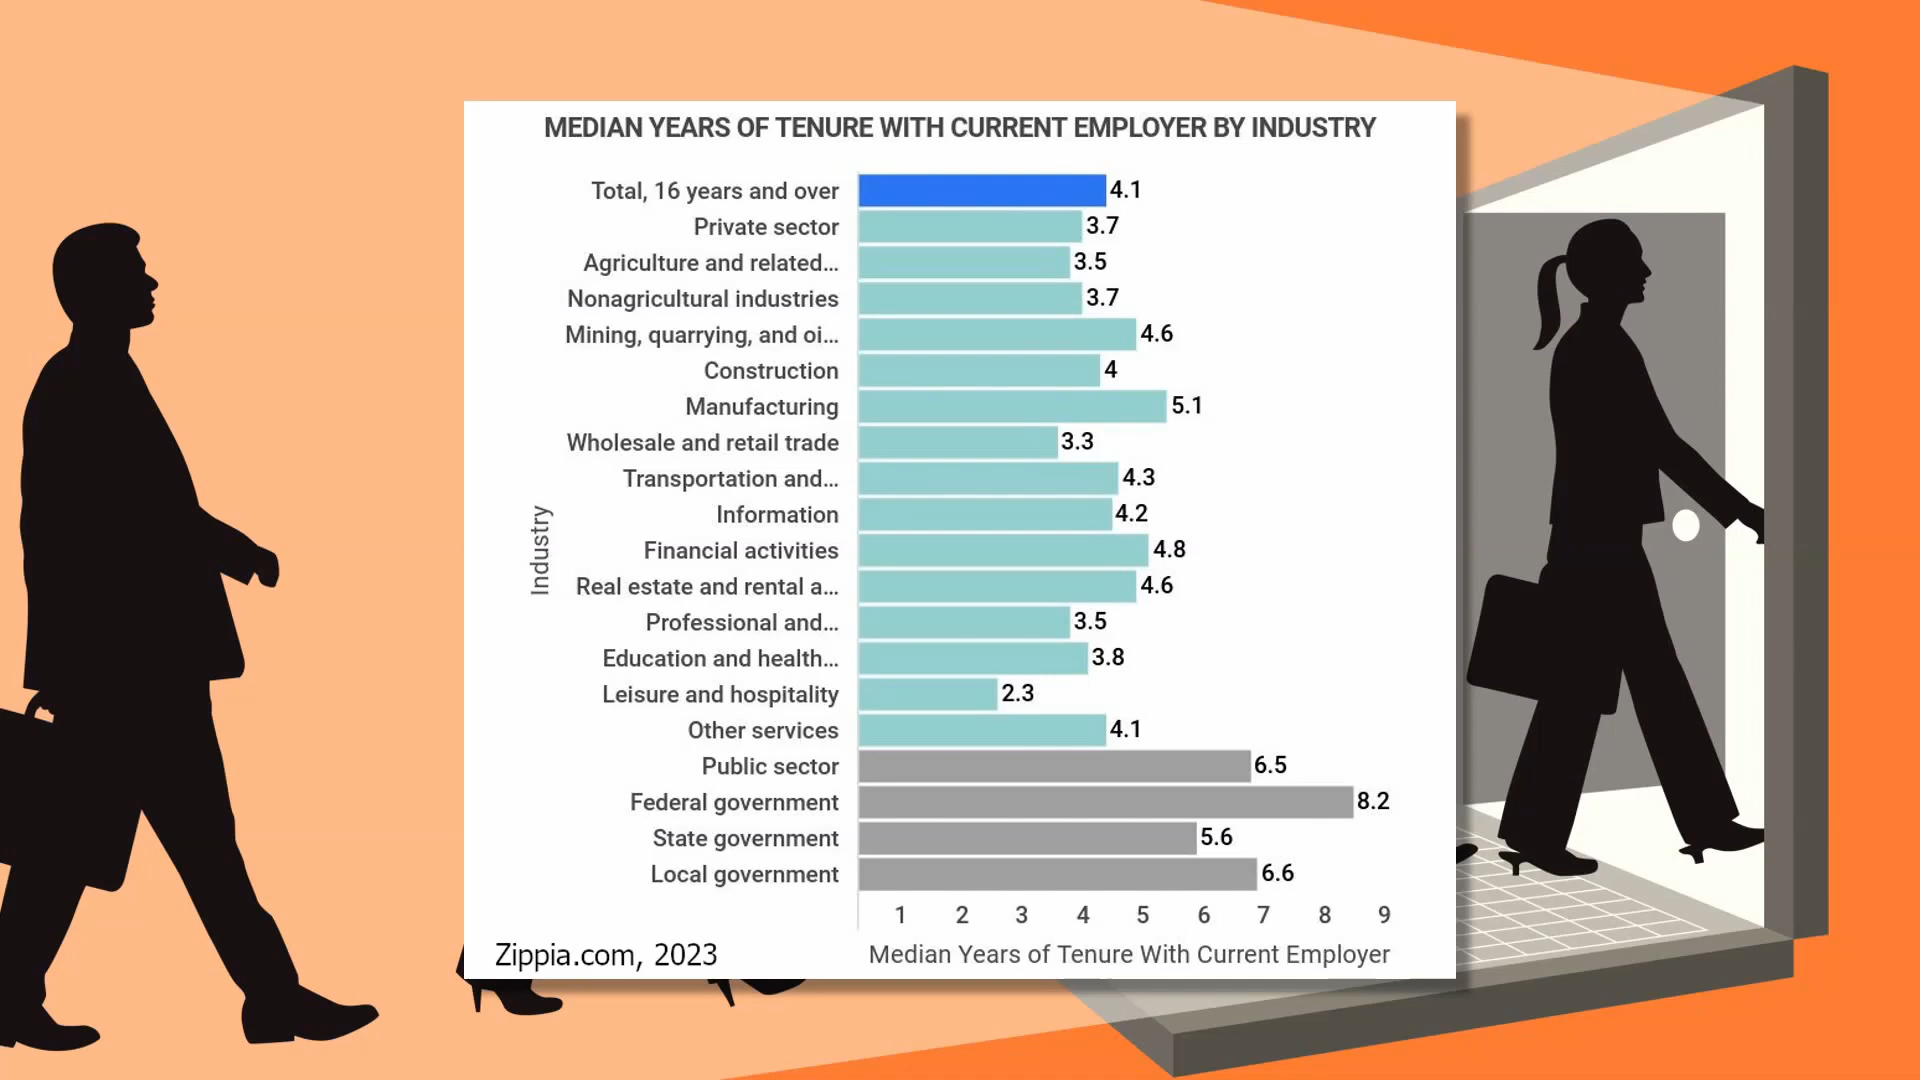 MEDIAN YEARS OF TENURE WITH CURRENT EMPLOYER BY INDUSTRY
Total, 16 years and over 4.1
Private sector 3.7
Agriculture and related... 3.5
Nonagricultural industries 3.7
Mining, quarrying, and oi... 4.6
Construction 4
Manufacturing 5.1
Wholesale and retail trade 3.3
Transportation and... 4.3
Information 4.2
Financial activities 4.8
Real estate and rental a... 4.6
Professional and... 3.5
Education and health... 3.8
Leisure and hospitality 2.3
Other services 4.1
Public sector 6.5
Federal government 8.2
State government 5.6
Local government 6.6
Industry
1 2 3 4 5 6 7 8 9
Median Years of Tenure With Current Employer
Zippia.com, 2023